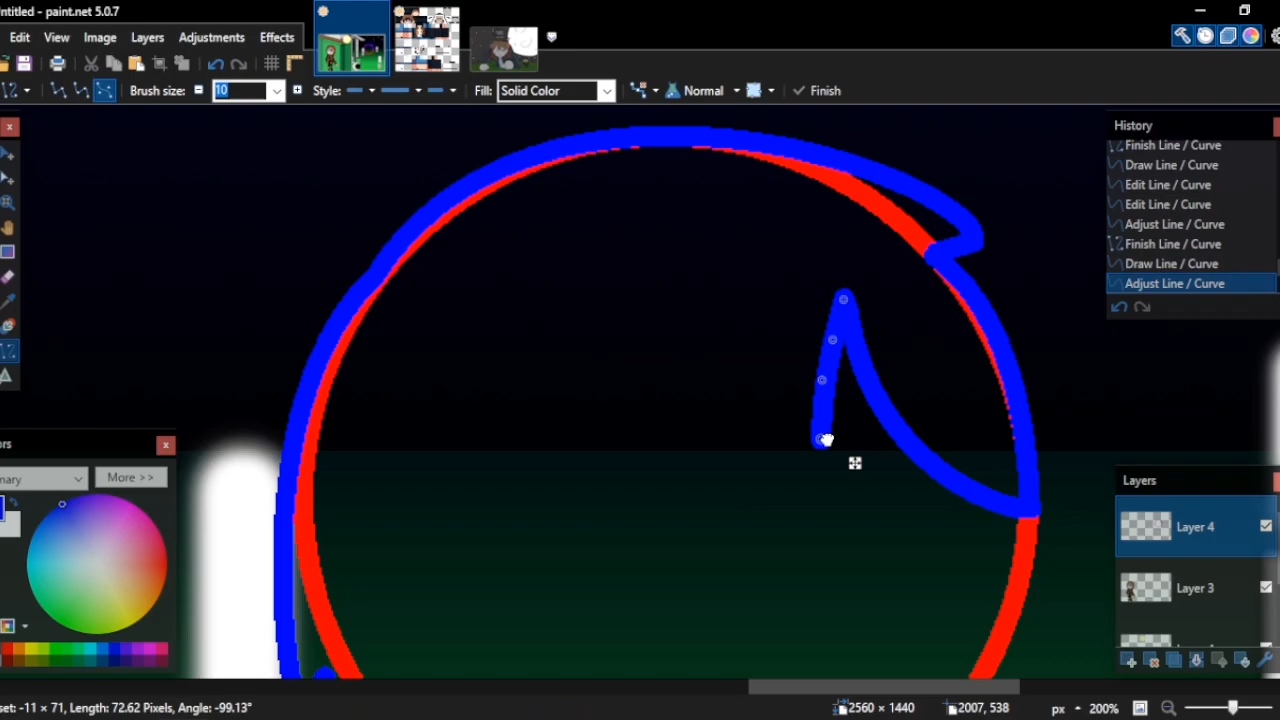 ntitled - paint.net 5.0.7
Edit View Image Layers Adjustments Effects
Brush size: 10 Style: Fill: Solid Color Normal Finish
History
Finish Line / Curve
Draw Line / Curve
Edit Line / Curve
Edit Line / Curve
Adjust Line / Curve
Finish Line / Curve
Draw Line / Curve
Adjust Line / Curve
ors
mary More >>
Layers
Layer 4
Layer 3
set: -11 × 71, Length: 72.62 Pixels, Angle: -99.13° 2560 × 1440 2007, 538 px 200%